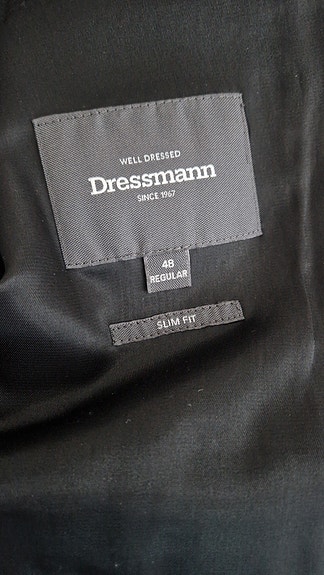 WELL DRESSED
Dressmann
SINCE 1967
48
REGULAR
SLIM FIT